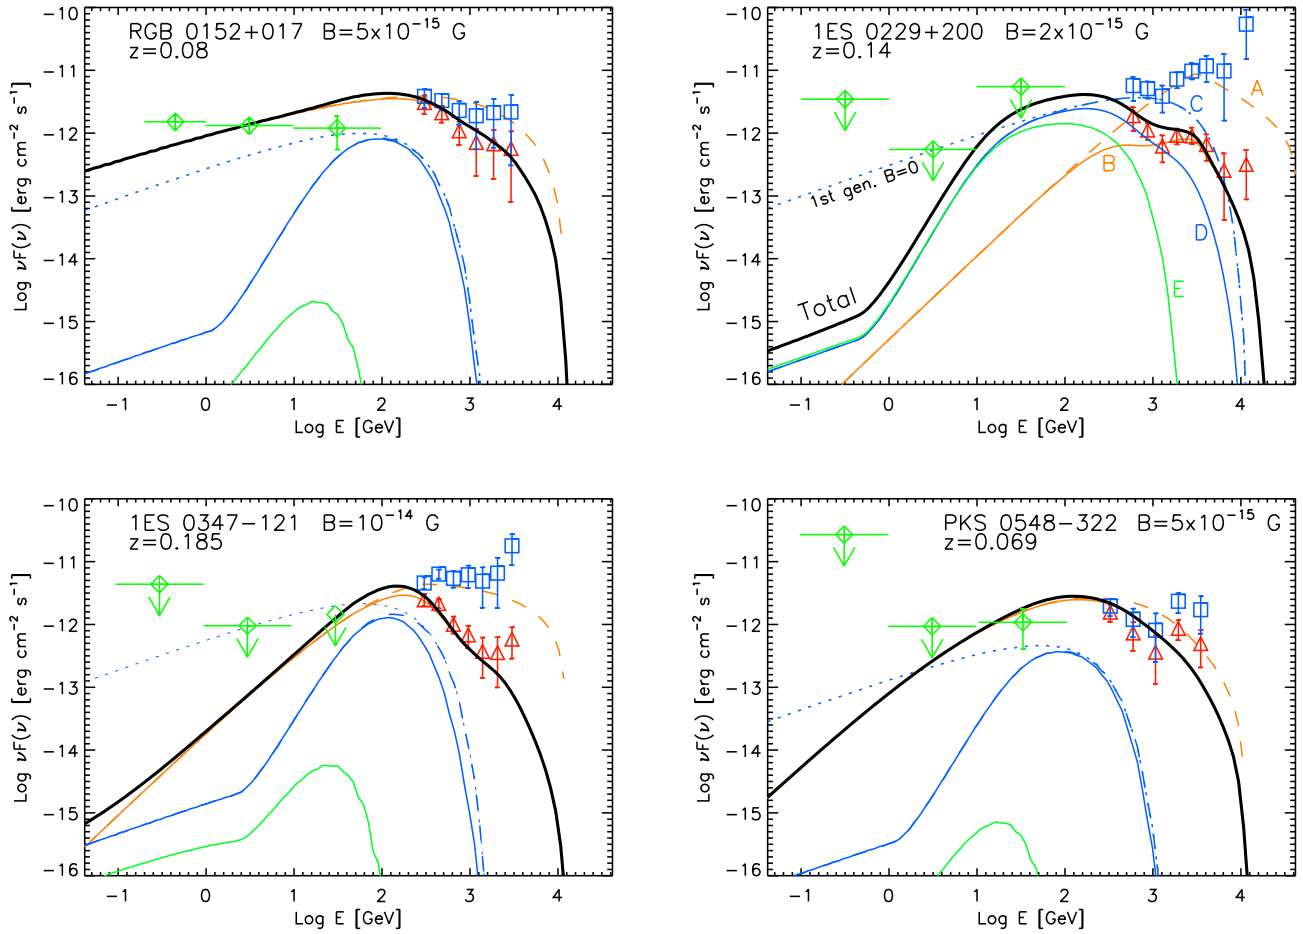 RGB 0152+017 B=5x10⁻¹⁵ G
z=0.08
Log νF(ν) [erg cm⁻² s⁻¹]
-10
-11
-12
-13
-14
-15
-16
-1 0 1 2 3 4
Log E [GeV]
1ES 0229+200 B=2x10⁻¹⁵ G
z=0.14
Log νF(ν) [erg cm⁻² s⁻¹]
-10
-11
-12
-13
-14
-15
-16
A
C
B
1st gen. B=0
D
E
Total
-1 0 1 2 3 4
Log E [GeV]
1ES 0347-121 B=10⁻¹⁴ G
z=0.185
Log νF(ν) [erg cm⁻² s⁻¹]
-10
-11
-12
-13
-14
-15
-16
-1 0 1 2 3 4
Log E [GeV]
PKS 0548-322 B=5x10⁻¹⁵ G
z=0.069
Log νF(ν) [erg cm⁻² s⁻¹]
-10
-11
-12
-13
-14
-15
-16
-1 0 1 2 3 4
Log E [GeV]